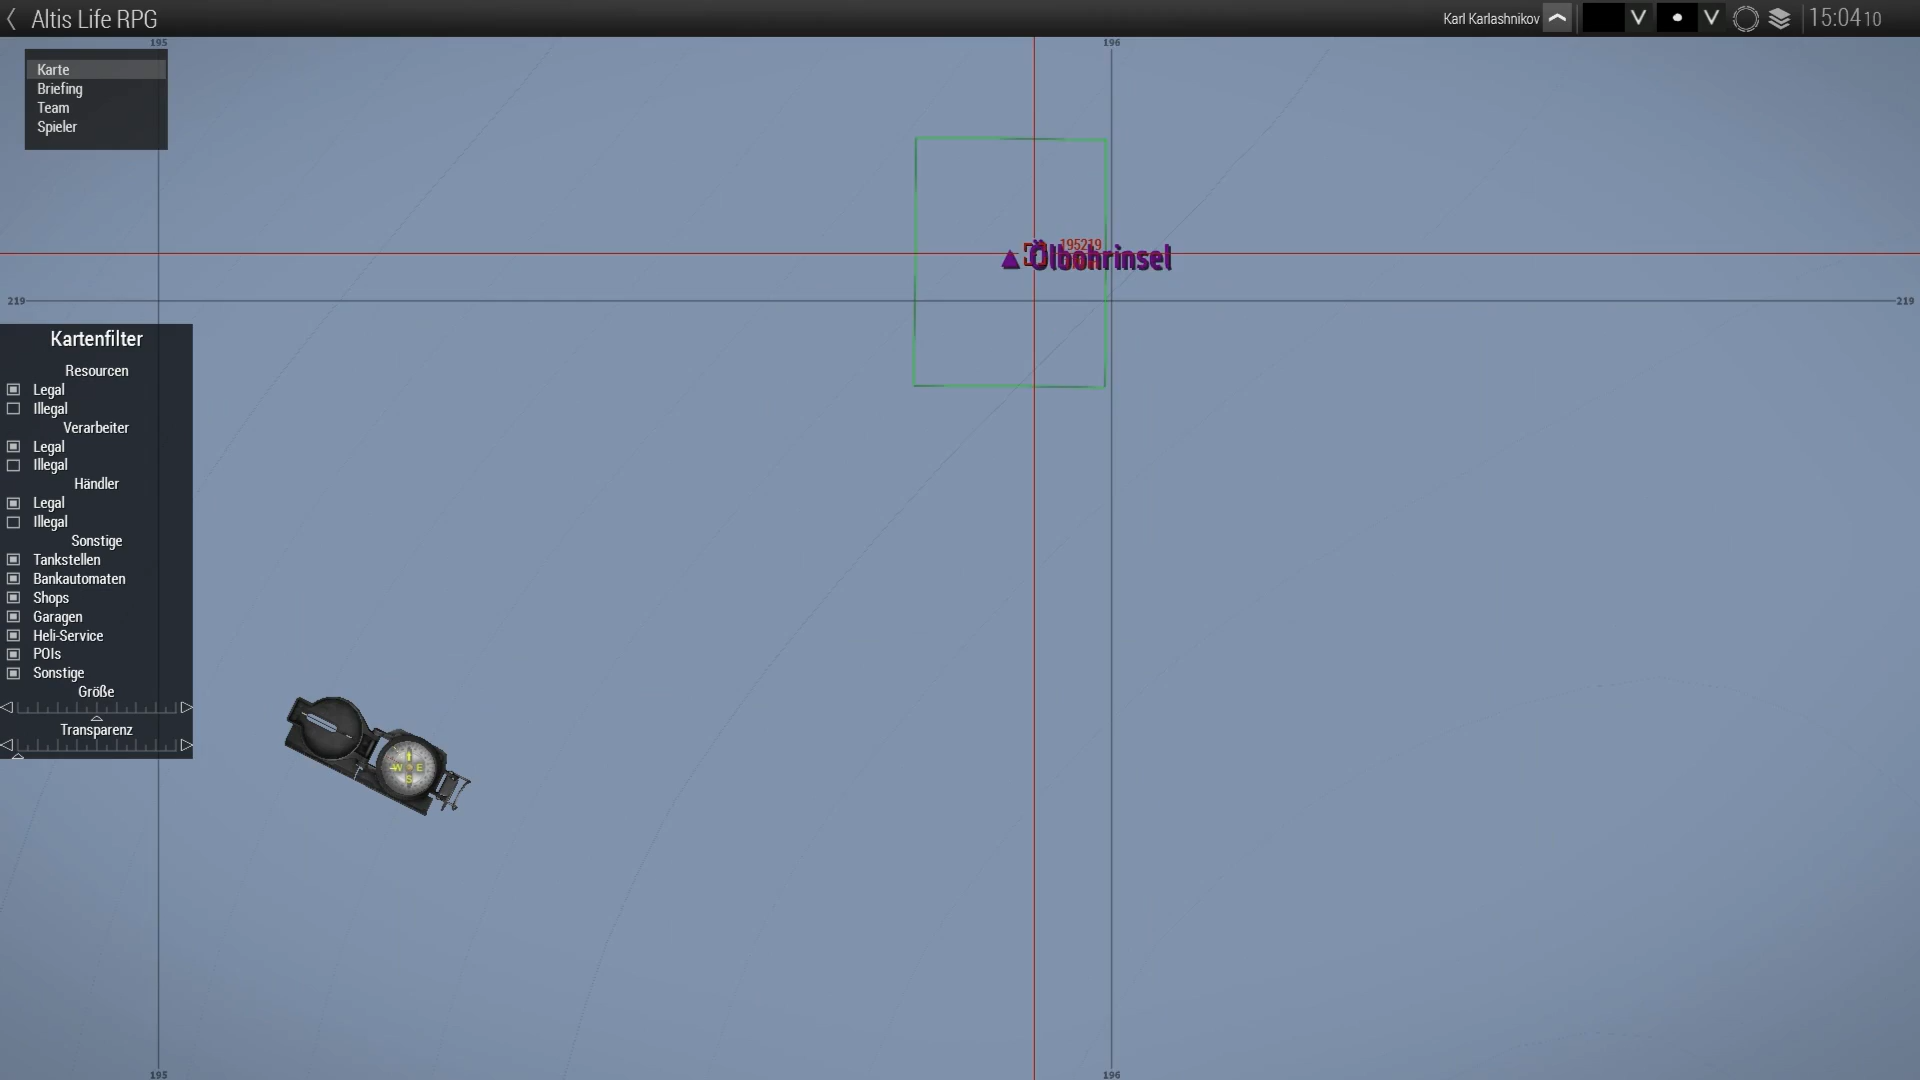 Altis Life RPG
Karl Karlashnikov
V
V
15:04 10
195
196
Karte
Briefing
Team
Spieler
195219
Ölbohrinsel
219
219
Kartenfilter
Resourcen
Legal
Illegal
Verarbeiter
Legal
Illegal
Händler
Legal
Illegal
Sonstige
Tankstellen
Bankautomaten
Shops
Garagen
Heli-Service
POIs
Sonstige
Größe
Transparenz
W E
S
195
196